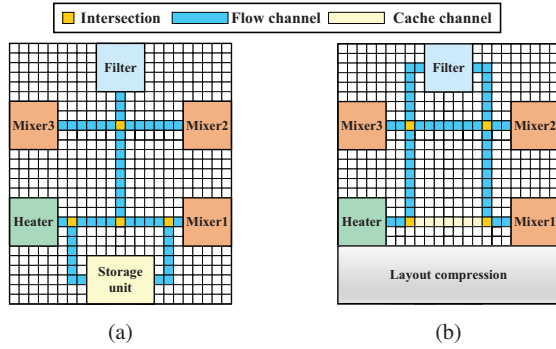 Intersection Flow channel Cache channel
Filter
Mixer3 Mixer2
Heater Mixer1
Storage
unit
(a)
Filter
Mixer3 Mixer2
Heater Mixer1
Layout compression
(b)